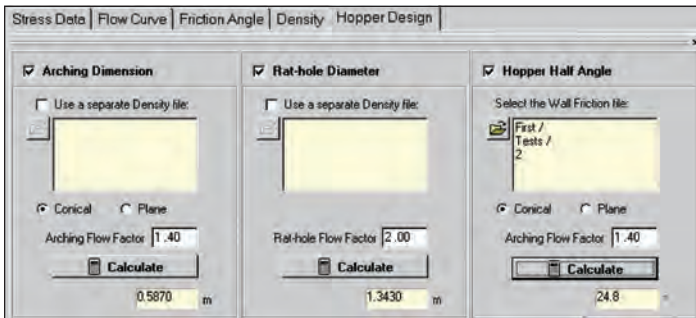 Stress Data Flow Curve Friction Angle Density Hopper Design
Arching Dimension
Use a separate Density file:
Conical Plane
Arching Flow Factor 1.40
Calculate
0.5870 m
Rat-hole Diameter
Use a separate Density file:
Rat-hole Flow Factor 2.00
Calculate
1.3430 m
Hopper Half Angle
Select the Wall Friction file:
First /
Tests /
2
Conical Plane
Arching Flow Factor 1.40
Calculate
24.8 °